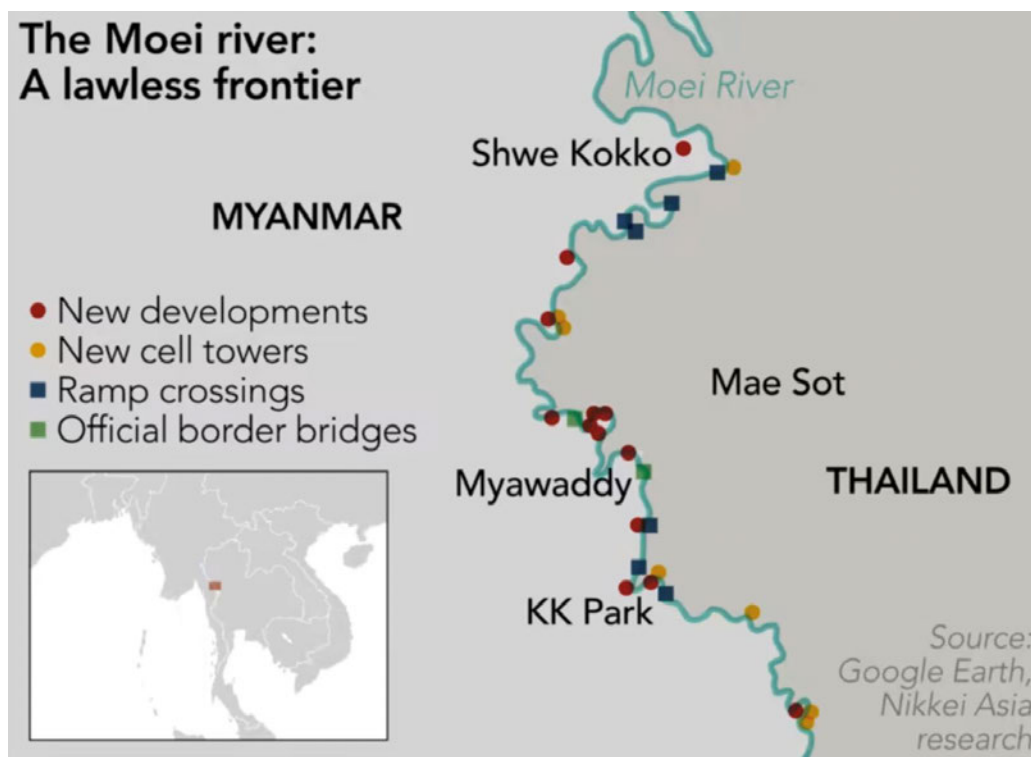 The Moei river:
A lawless frontier
Moei River
Shwe Kokko
MYANMAR
New developments
New cell towers
Ramp crossings
Official border bridges
Mae Sot
Myawaddy
THAILAND
KK Park
Source:
Google Earth,
Nikkei Asia
research